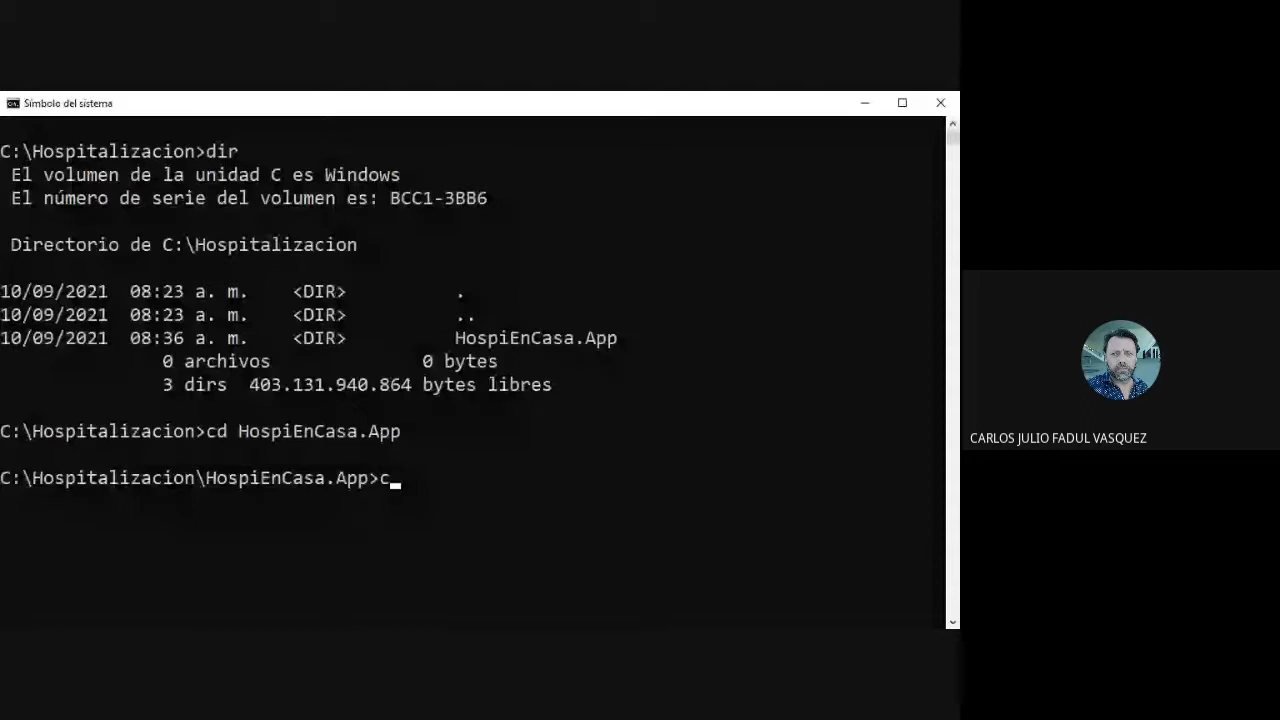 Símbolo del sistema
C:\Hospitalizacion>dir
El volumen de la unidad C es Windows
El número de serie del volumen es: BCC1-3BB6
Directorio de C:\Hospitalizacion
10/09/2021 08:23 a. m. <DIR> .
10/09/2021 08:23 a. m. <DIR> ..
10/09/2021 08:36 a. m. <DIR> HospiEnCasa.App
0 archivos 0 bytes
3 dirs 403.131.940.864 bytes libres
C:\Hospitalizacion>cd HospiEnCasa.App
C:\Hospitalizacion\HospiEnCasa.App>c_
CARLOS JULIO FADUL VASQUEZ